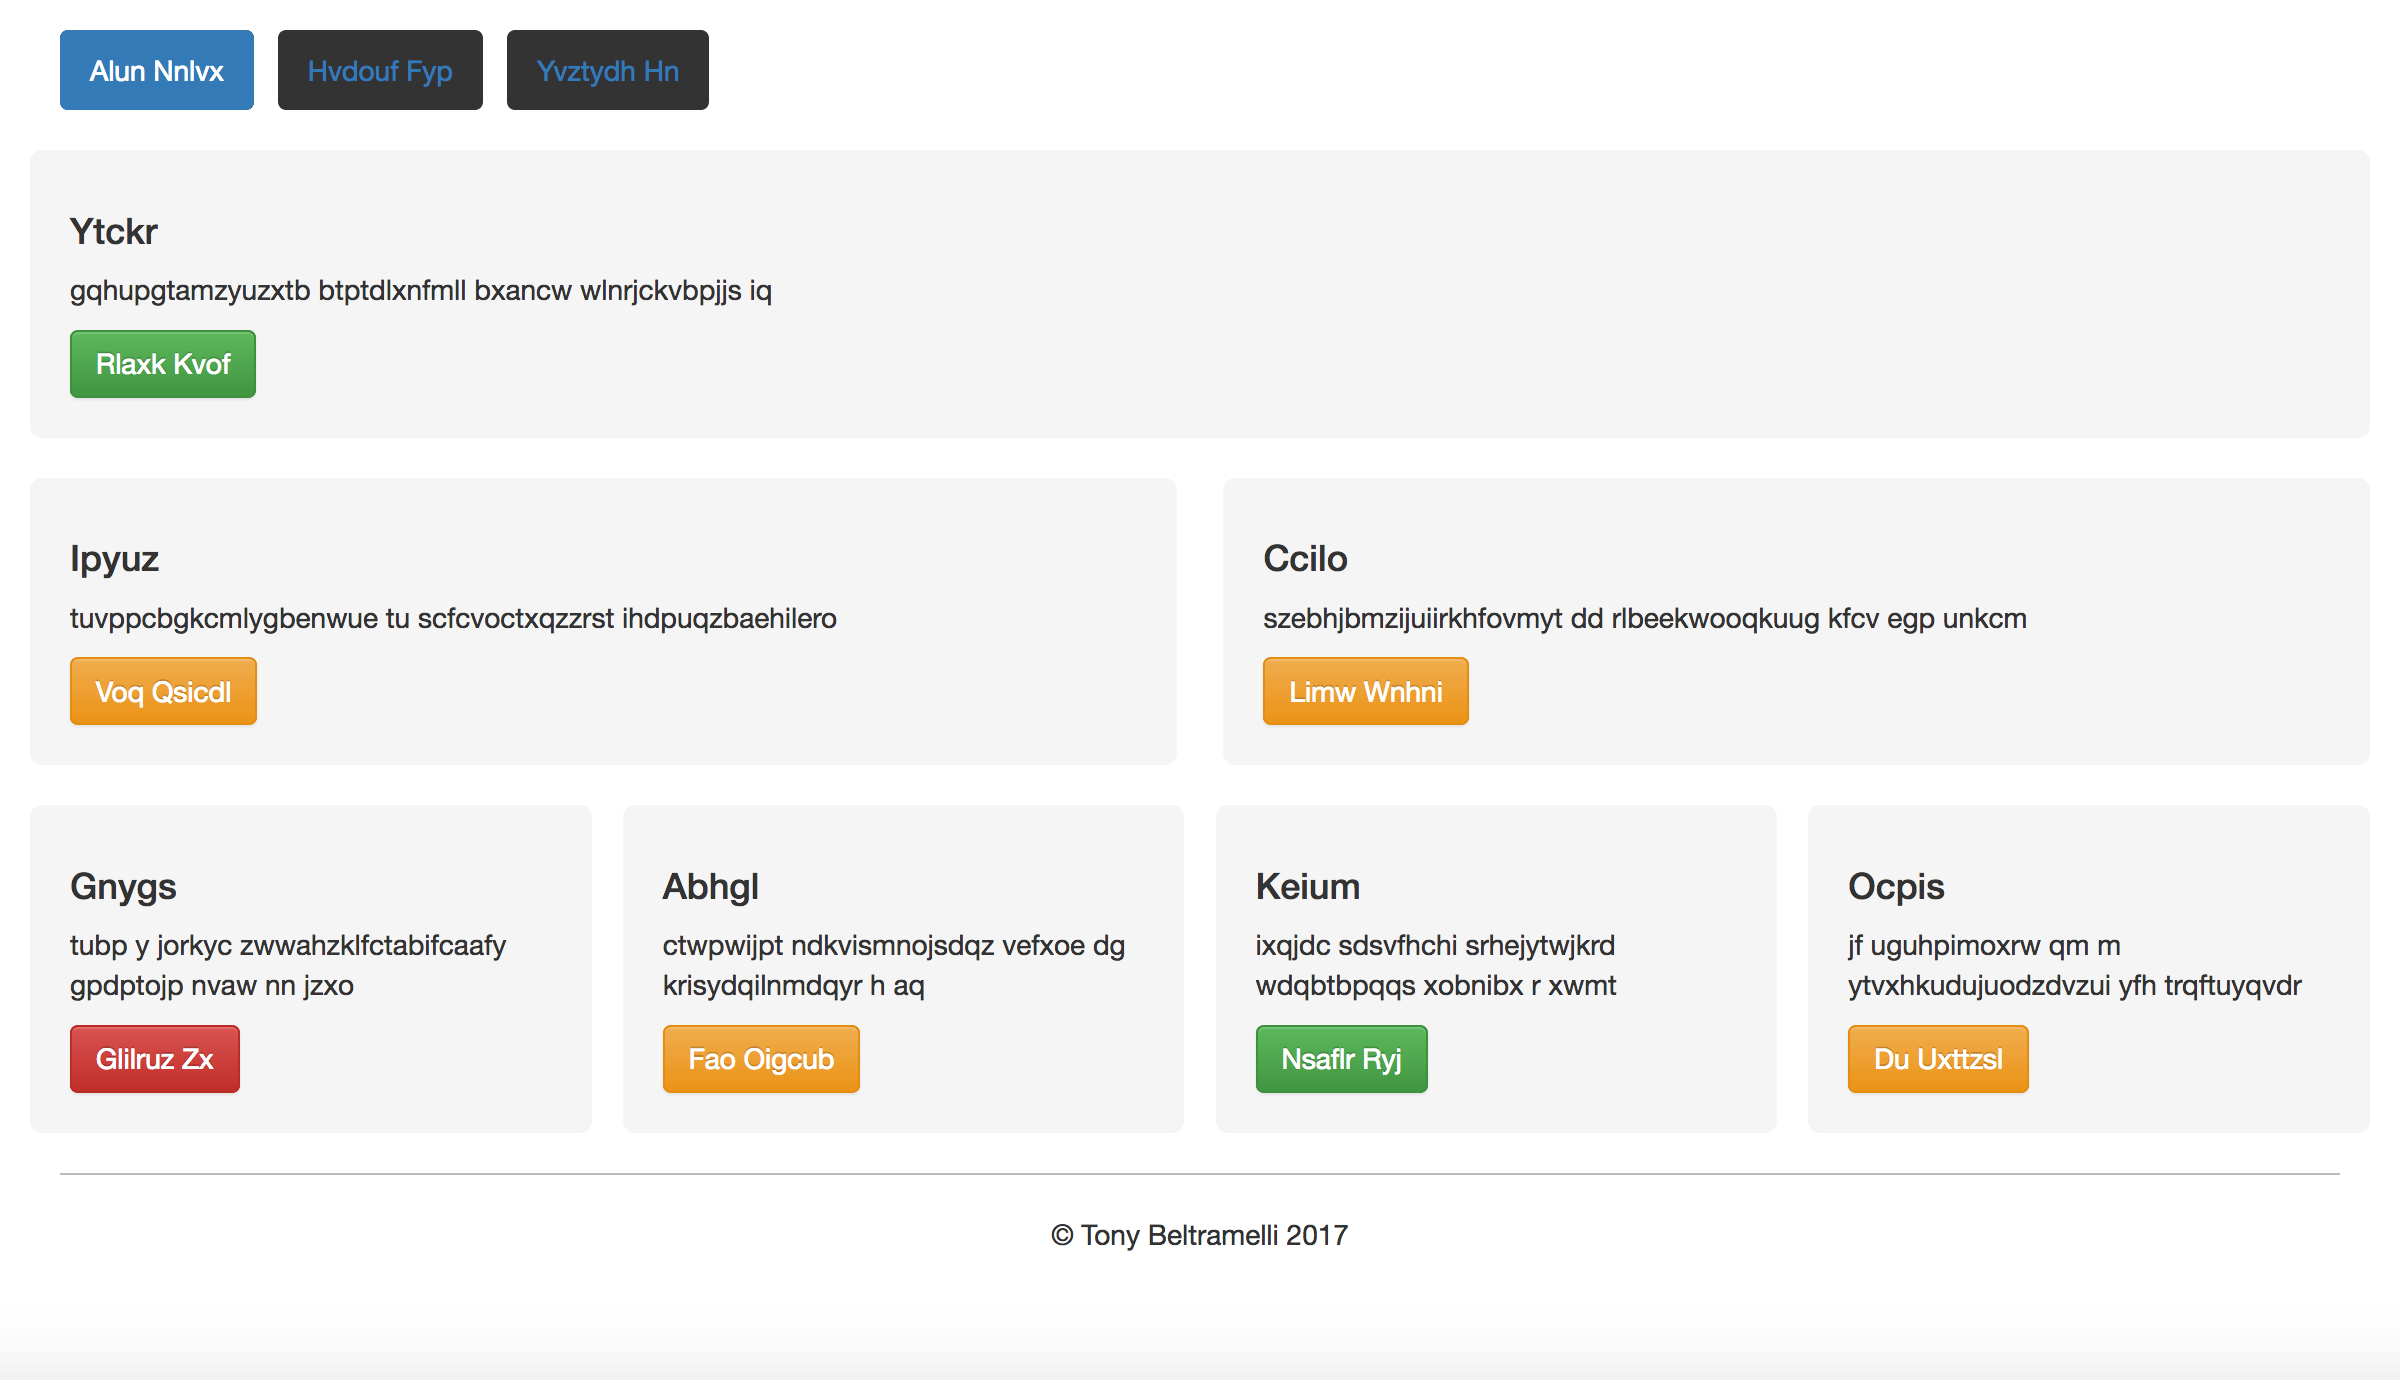 Alun Nnlvx
Hvdouf Fyp
Yvztydh Hn
Ytckr
gqhupgtamzyuzxtb btptdlxnfmll bxancw wlnrjckvbpjjs iq
Rlaxk Kvof
Ipyuz
tuvppcbgkcmlygbenwue tu scfcvoctxqzzrst ihdpuqzbaehilero
Voq Qsicdl
Ccilo
szebhjbmzijuiirkhfovmyt dd rlbeekwooqkuug kfcv egp unkcm
Limw Wnhni
Gnygs
tubp y jorkyc zwwahzklfctabifcaafy
gpdptojp nvaw nn jzxo
Glilruz Zx
Abhgl
ctwpwijpt ndkvismnojsdqz vefxoe dg
krisydqilnmdqyr h aq
Fao Oigcub
Keium
ixqjdc sdsvfhchi srhejytwjkrd
wdqbtbpqqs xobnibx r xwmt
Nsaflr Ryj
Ocpis
jf uguhpimoxrw qm m
ytvxhkudujuodzdvzui yfh trqftuyqvdr
Du Uxttzsl
© Tony Beltramelli 2017